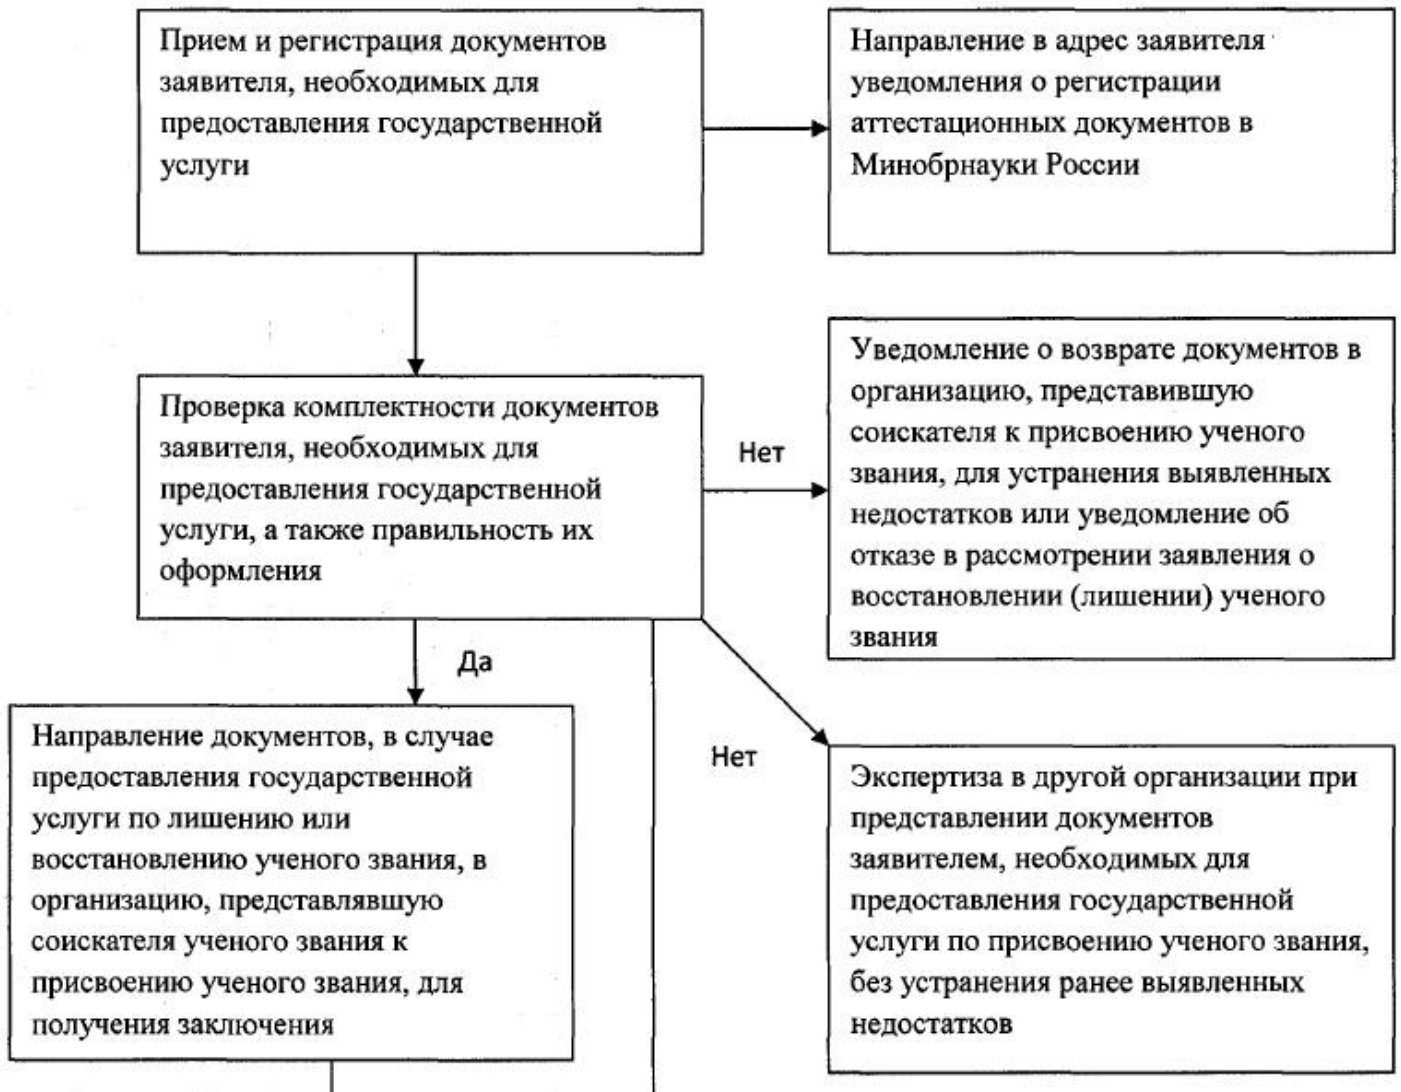 Прием и регистрация документов
заявителя, необходимых для
предоставления государственной
услуги
Направление в адрес заявителя
уведомления о регистрации
аттестационных документов в
Минобрнауки России
Проверка комплектности документов
заявителя, необходимых для
предоставления государственной
услуги, а также правильность их
оформления
Нет
Уведомление о возврате документов в
организацию, представившую
соискателя к присвоению ученого
звания, для устранения выявленных
недостатков или уведомление об
отказе в рассмотрении заявления о
восстановлении (лишении) ученого
звания
Да
Нет
Направление документов, в случае
предоставления государственной
услуги по лишению или
восстановлению ученого звания, в
организацию, представлявшую
соискателя ученого звания к
присвоению ученого звания, для
получения заключения
Экспертиза в другой организации при
представлении документов
заявителем, необходимых для
предоставления государственной
услуги по присвоению ученого звания,
без устранения ранее выявленных
недостатков